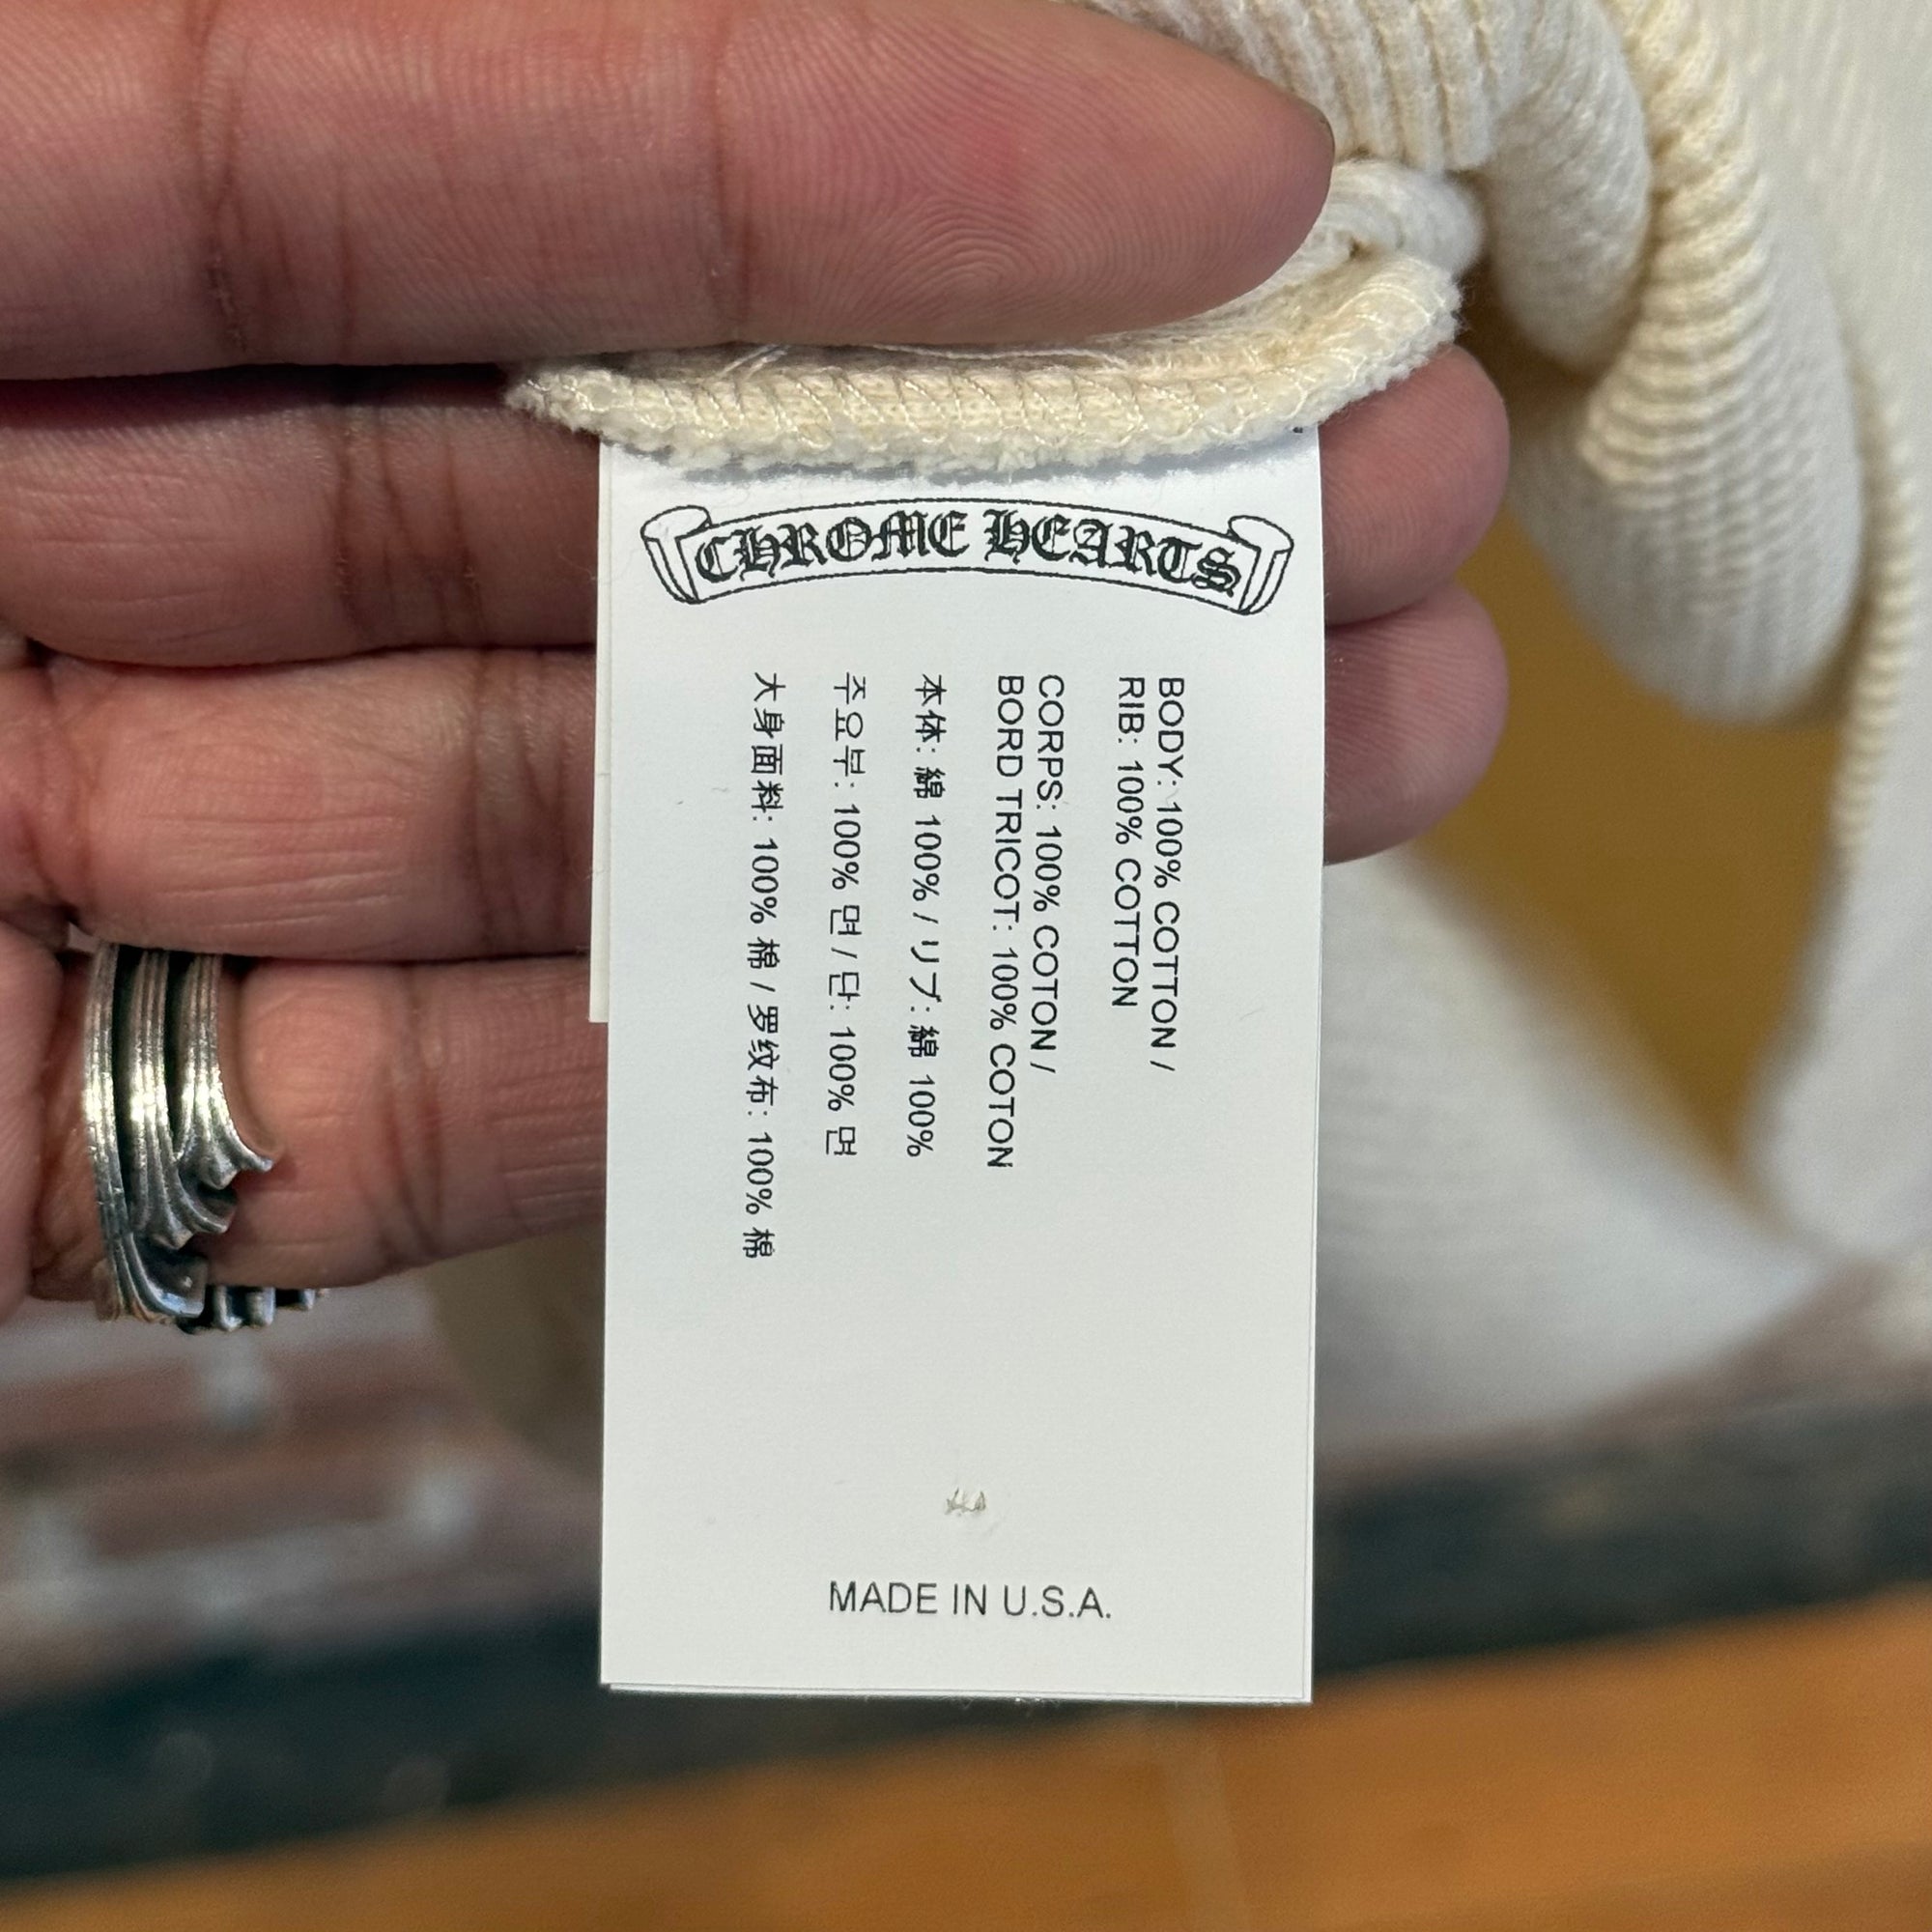 CHROME HEARTS
BODY: 100% COTTON /
RIB: 100% COTTON
CORPS: 100% COTON /
BORD TRICOT: 100% COTON
本体: 綿 100% / リブ: 綿 100%
주요부: 100% 면 / 단: 100% 면
大身面料: 100% 棉 / 罗纹布: 100% 棉
MADE IN U.S.A.